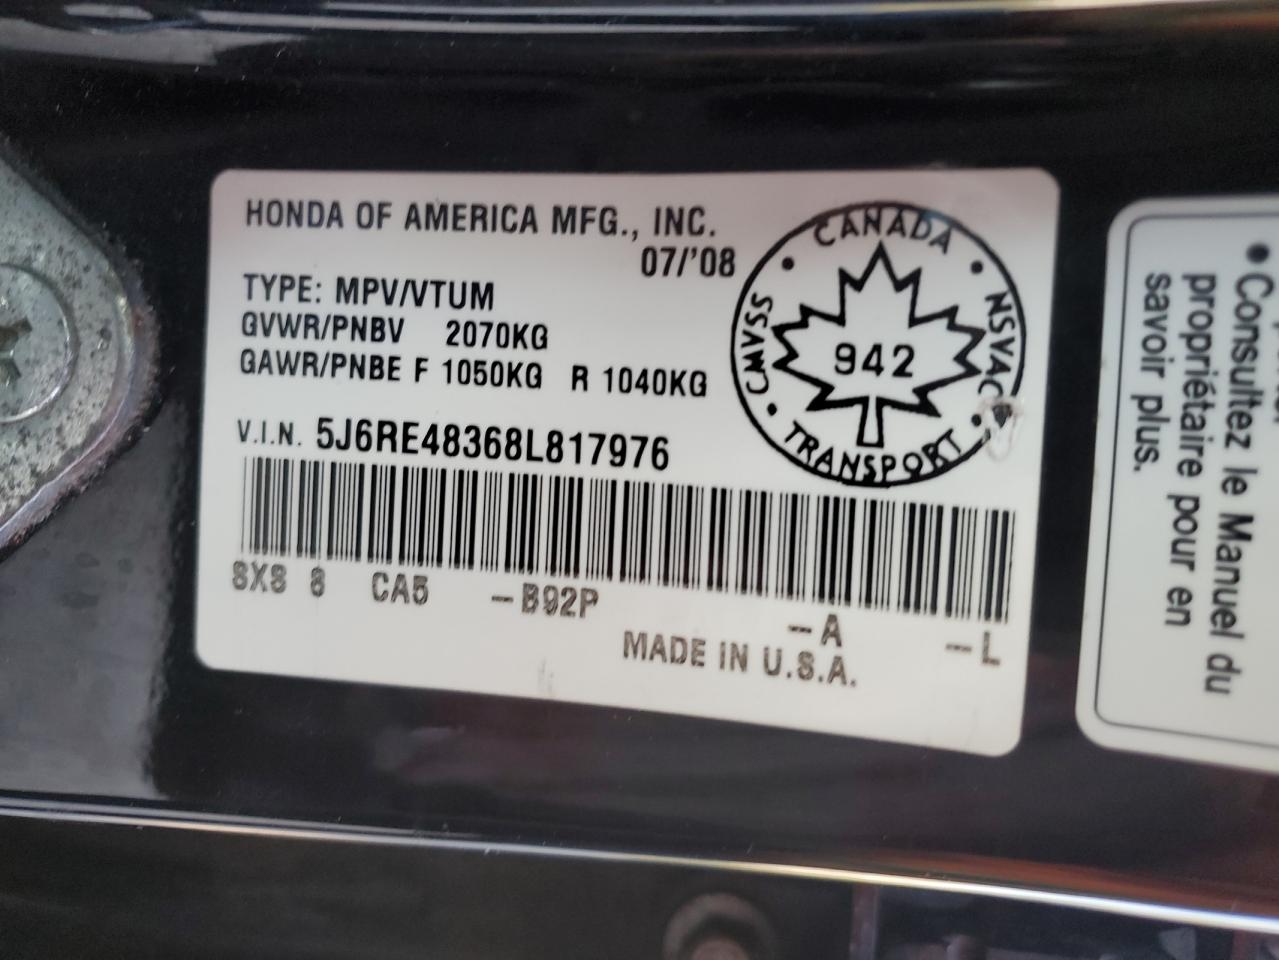 HONDA OF AMERICA MFG., INC.
07/'08
TYPE: MPV/VTUM
GVWR/PNBV 2070KG
GAWR/PNBE F 1050KG R 1040KG
V.I.N. 5J6RE48368L817976
SXS 8 CA5 -B92P -A -L
MADE IN U.S.A.
CANADA
NSVAC
TRANSPORT
CMVSS
942
•Consultez le Manuel du
propriétaire pour en
savoir plus.